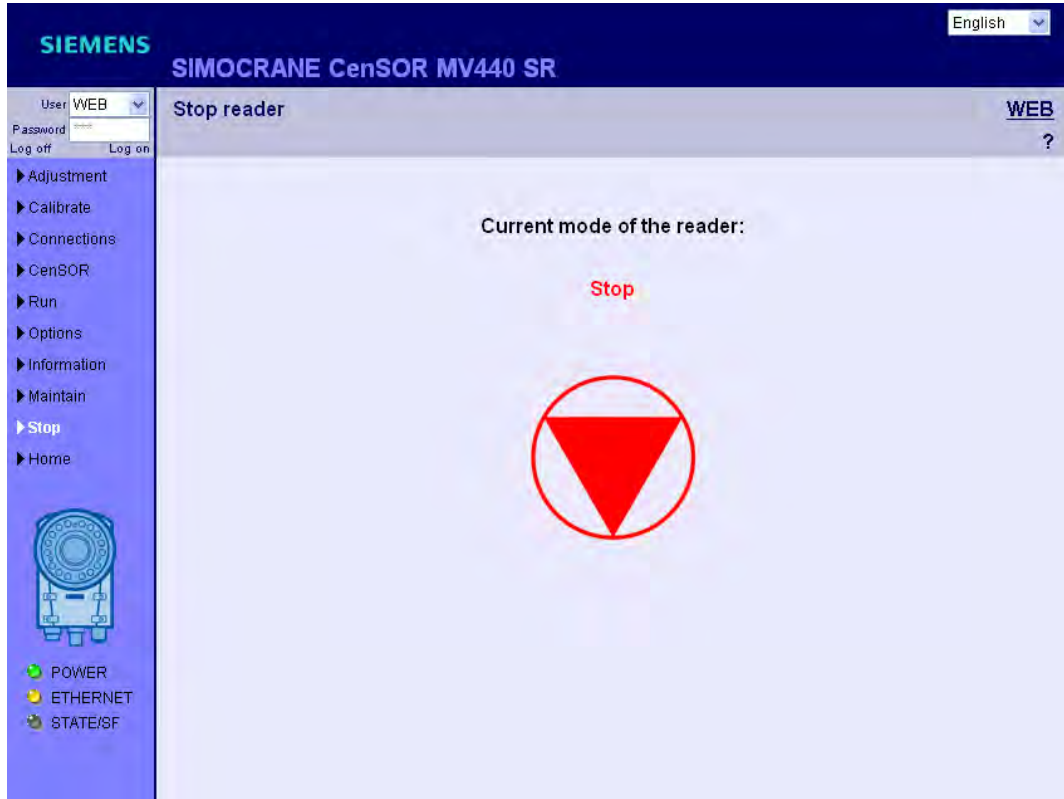 English
SIEMENS
SIMOCRANE CenSOR MV440 SR
User WEB
Password ***
Log off Log on
Stop reader
WEB
?
Adjustment
Calibrate
Connections
CenSOR
Run
Options
Information
Maintain
Stop
Home
POWER
ETHERNET
STATE/SF
Current mode of the reader:
Stop